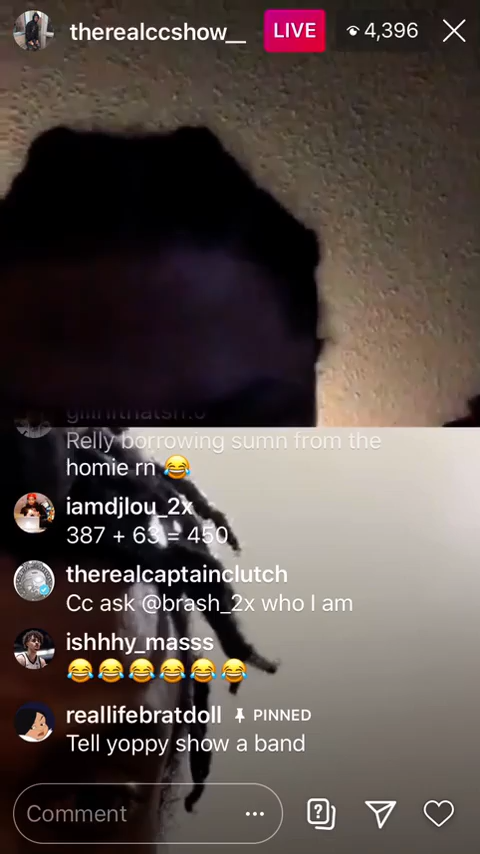 therealccshow__ LIVE 4,396
Relly borrowing sumn from the
homie rn 😂
iamdjlou_2x
387 + 63 = 450
therealcaptainclutch
Cc ask @brash_2x who I am
ishhhy_masss
😂😂😂😂😂😂
reallifebratdoll PINNED
Tell yoppy show a band
Comment